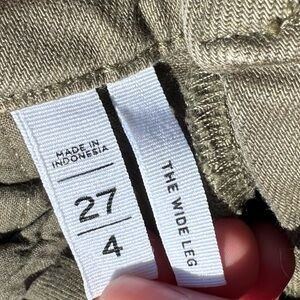 MADE IN
INDONESIA
27
4
THE WIDE LEG